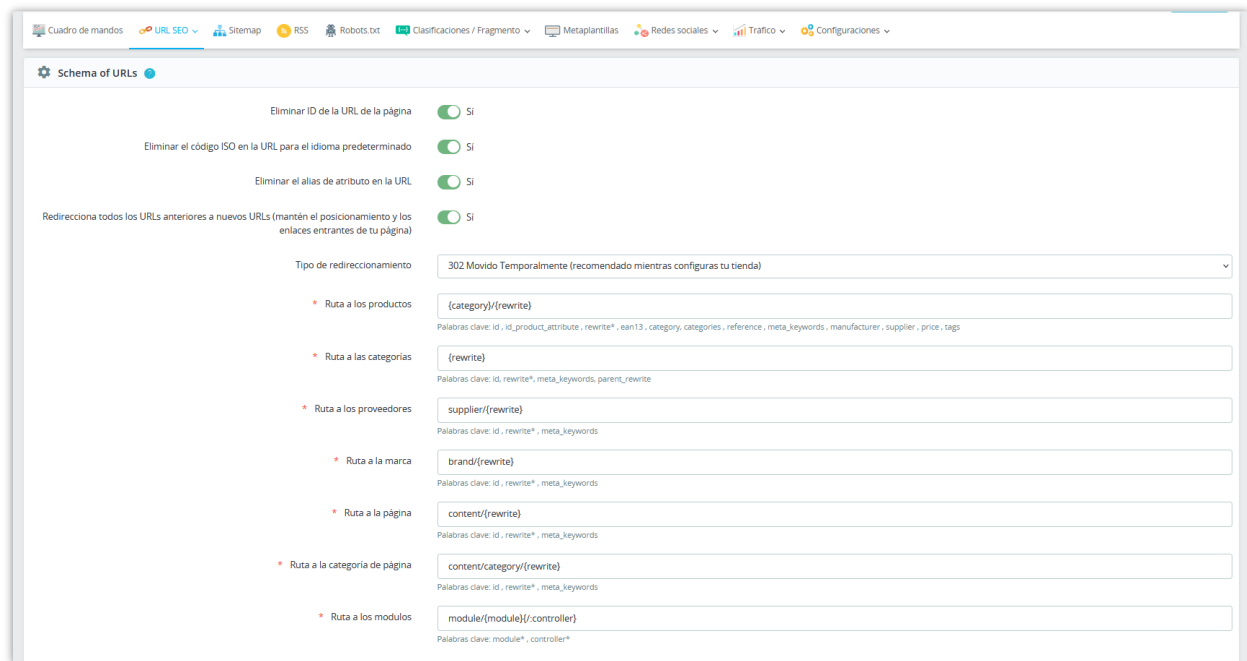 Cuadro de mandos URL SEO Sitemap RSS Robots.txt Clasificaciones / Fragmento Metaplantillas Redes sociales Trafico Configuraciones
Schema of URLs ?
Eliminar ID de la URL de la página Sí
Eliminar el código ISO en la URL para el idioma predeterminado Sí
Eliminar el alias de atributo en la URL Sí
Redirecciona todos los URLs anteriores a nuevos URLs (mantén el posicionamiento y los Sí
enlaces entrantes de tu página)
Tipo de redireccionamiento 302 Movido Temporalmente (recomendado mientras configuras tu tienda)
* Ruta a los productos {category}/{rewrite}
Palabras clave: id , id_product_attribute , rewrite* , ean13 , category, categories , reference , meta_keywords , manufacturer , supplier , price , tags
* Ruta a las categorías {rewrite}
Palabras clave: id, rewrite*, meta_keywords, parent_rewrite
* Ruta a los proveedores supplier/{rewrite}
Palabras clave: id , rewrite* , meta_keywords
* Ruta a la marca brand/{rewrite}
Palabras clave: id , rewrite* , meta_keywords
* Ruta a la página content/{rewrite}
Palabras clave: id , rewrite* , meta_keywords
* Ruta a la categoría de página content/category/{rewrite}
Palabras clave: id , rewrite* , meta_keywords
* Ruta a los modulos module/{module}{/:controller}
Palabras clave: module* , controller*